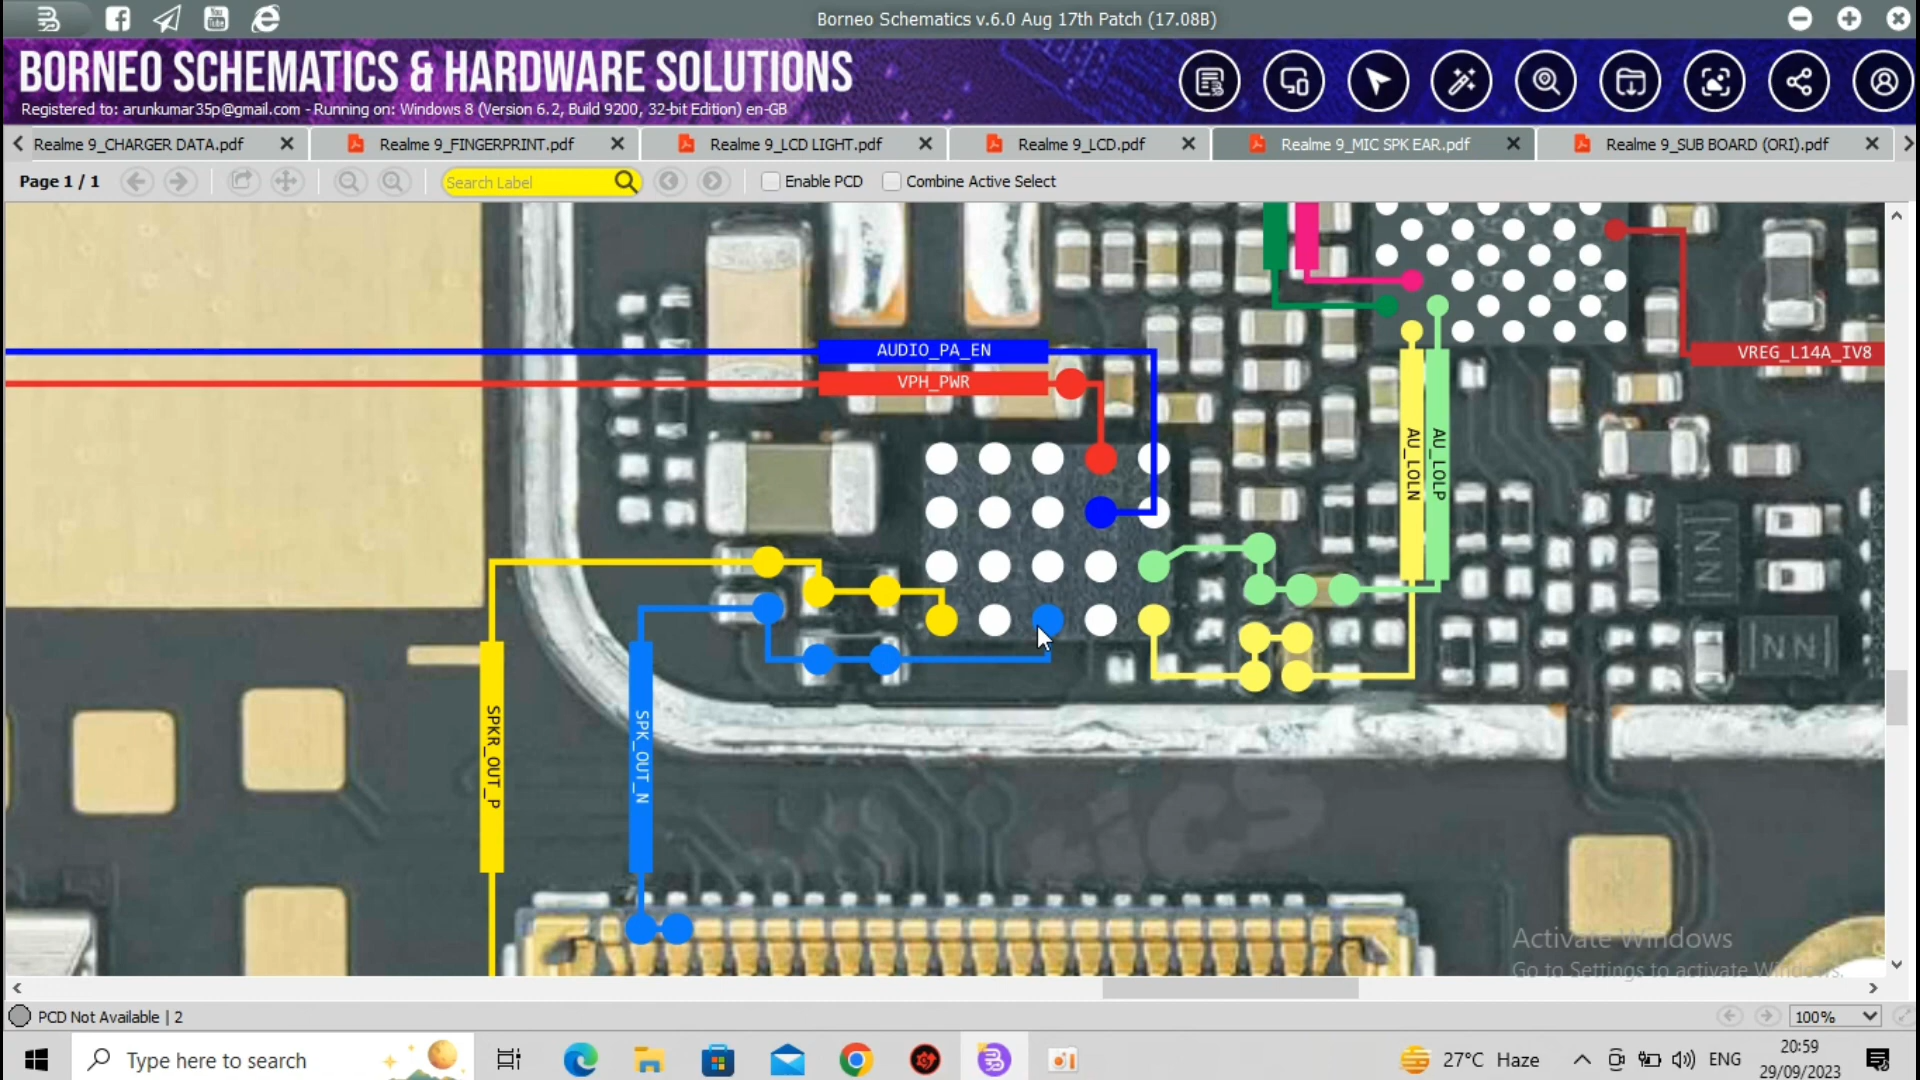 Borneo Schematics v.6.0 Aug 17th Patch (17.08B)
BORNEO SCHEMATICS & HARDWARE SOLUTIONS
Registered to: arunkumar35p@gmail.com - Running on: Windows 8 (Version 6.2, Build 9200, 32-bit Edition) en-GB
Realme 9_CHARGER DATA.pdf
Realme 9_FINGERPRINT.pdf
Realme 9_LCD LIGHT.pdf
Realme 9_LCD.pdf
Realme 9_MIC SPK EAR.pdf
Realme 9_SUB BOARD (ORI).pdf
Page 1 / 1
Search Label
Enable PCD
Combine Active Select
AUDIO_PA_EN
VPH_PWR
VREG_L14A_IV8
AU_LOLN
AU_LOLP
NN
NN
SPKR_OUT_P
SPK_OUT_N
Activate Windows
Go to Settings to activate Windows.
PCD Not Available | 2
100%
Type here to search
27°C Haze
ENG
20:59
29/09/2023